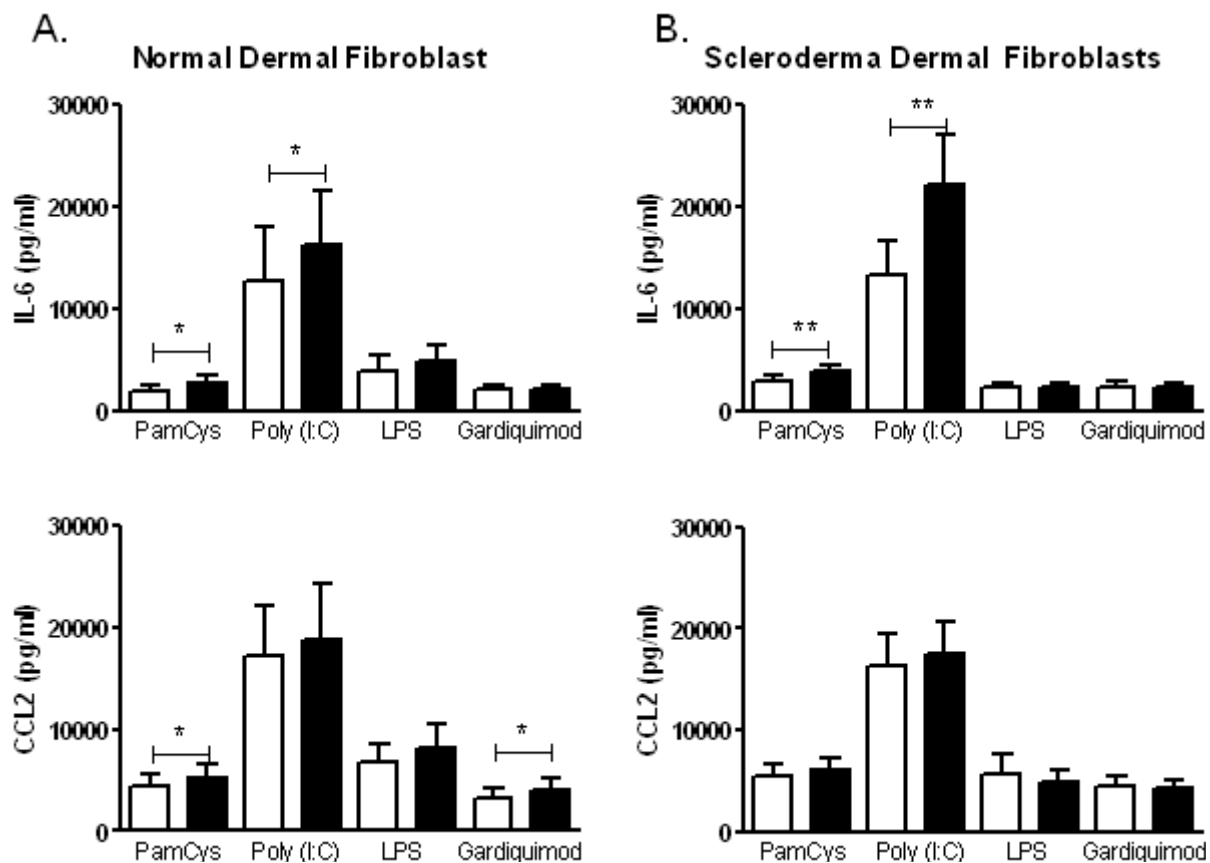 A.
Normal Dermal Fibroblast
30000
20000
10000
0
IL-6 (pg/ml)
*
*
PamCys Poly (I:C) LPS Gardiquimod
30000
20000
10000
0
CCL2 (pg/ml)
*
*
PamCys Poly (I:C) LPS Gardiquimod
B.
Scleroderma Dermal Fibroblasts
30000
20000
10000
0
IL-6 (pg/ml)
**
**
PamCys Poly (I:C) LPS Gardiquimod
30000
20000
10000
0
CCL2 (pg/ml)
PamCys Poly (I:C) LPS Gardiquimod